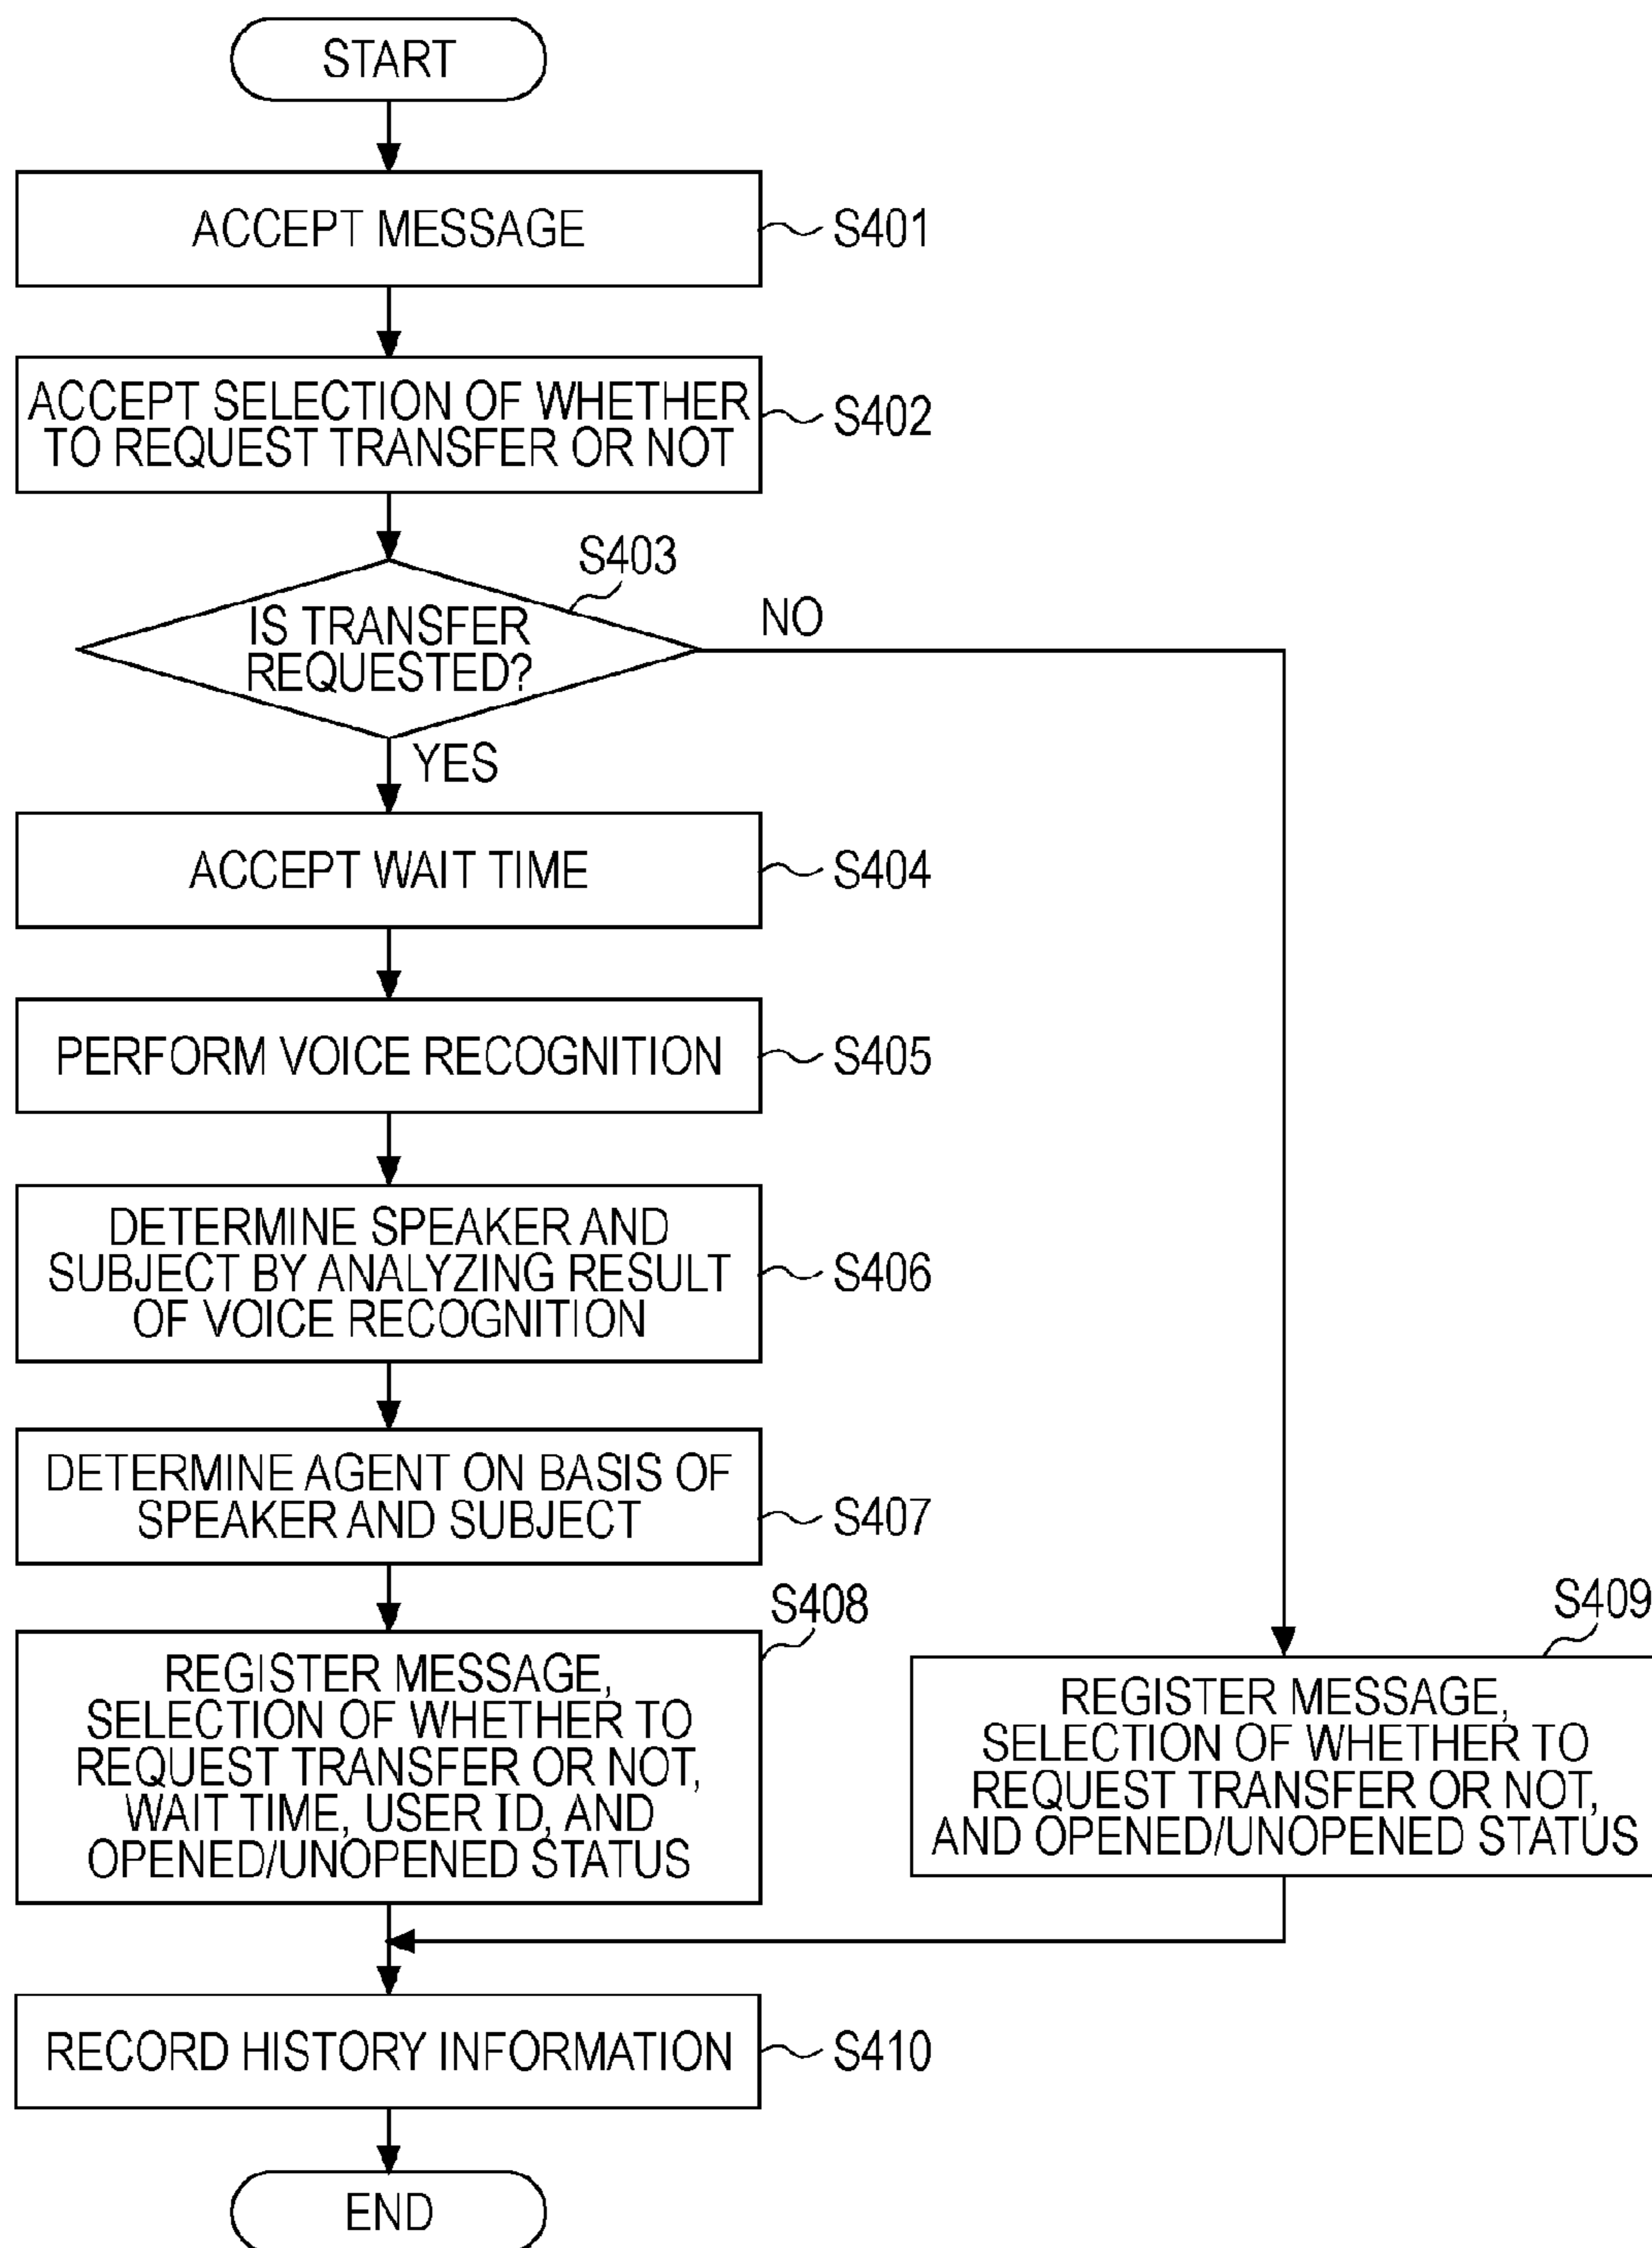 START
ACCEPT MESSAGE
S401
ACCEPT SELECTION OF WHETHER
TO REQUEST TRANSFER OR NOT
S402
S403
IS TRANSFER
REQUESTED?
NO
YES
ACCEPT WAIT TIME
S404
PERFORM VOICE RECOGNITION
S405
DETERMINE SPEAKER AND
SUBJECT BY ANALYZING RESULT
OF VOICE RECOGNITION
S406
DETERMINE AGENT ON BASIS OF
SPEAKER AND SUBJECT
S407
S408
REGISTER MESSAGE,
SELECTION OF WHETHER TO
REQUEST TRANSFER OR NOT,
WAIT TIME, USER ID, AND
OPENED/UNOPENED STATUS
S409
REGISTER MESSAGE,
SELECTION OF WHETHER TO
REQUEST TRANSFER OR NOT,
AND OPENED/UNOPENED STATUS
RECORD HISTORY INFORMATION
S410
END